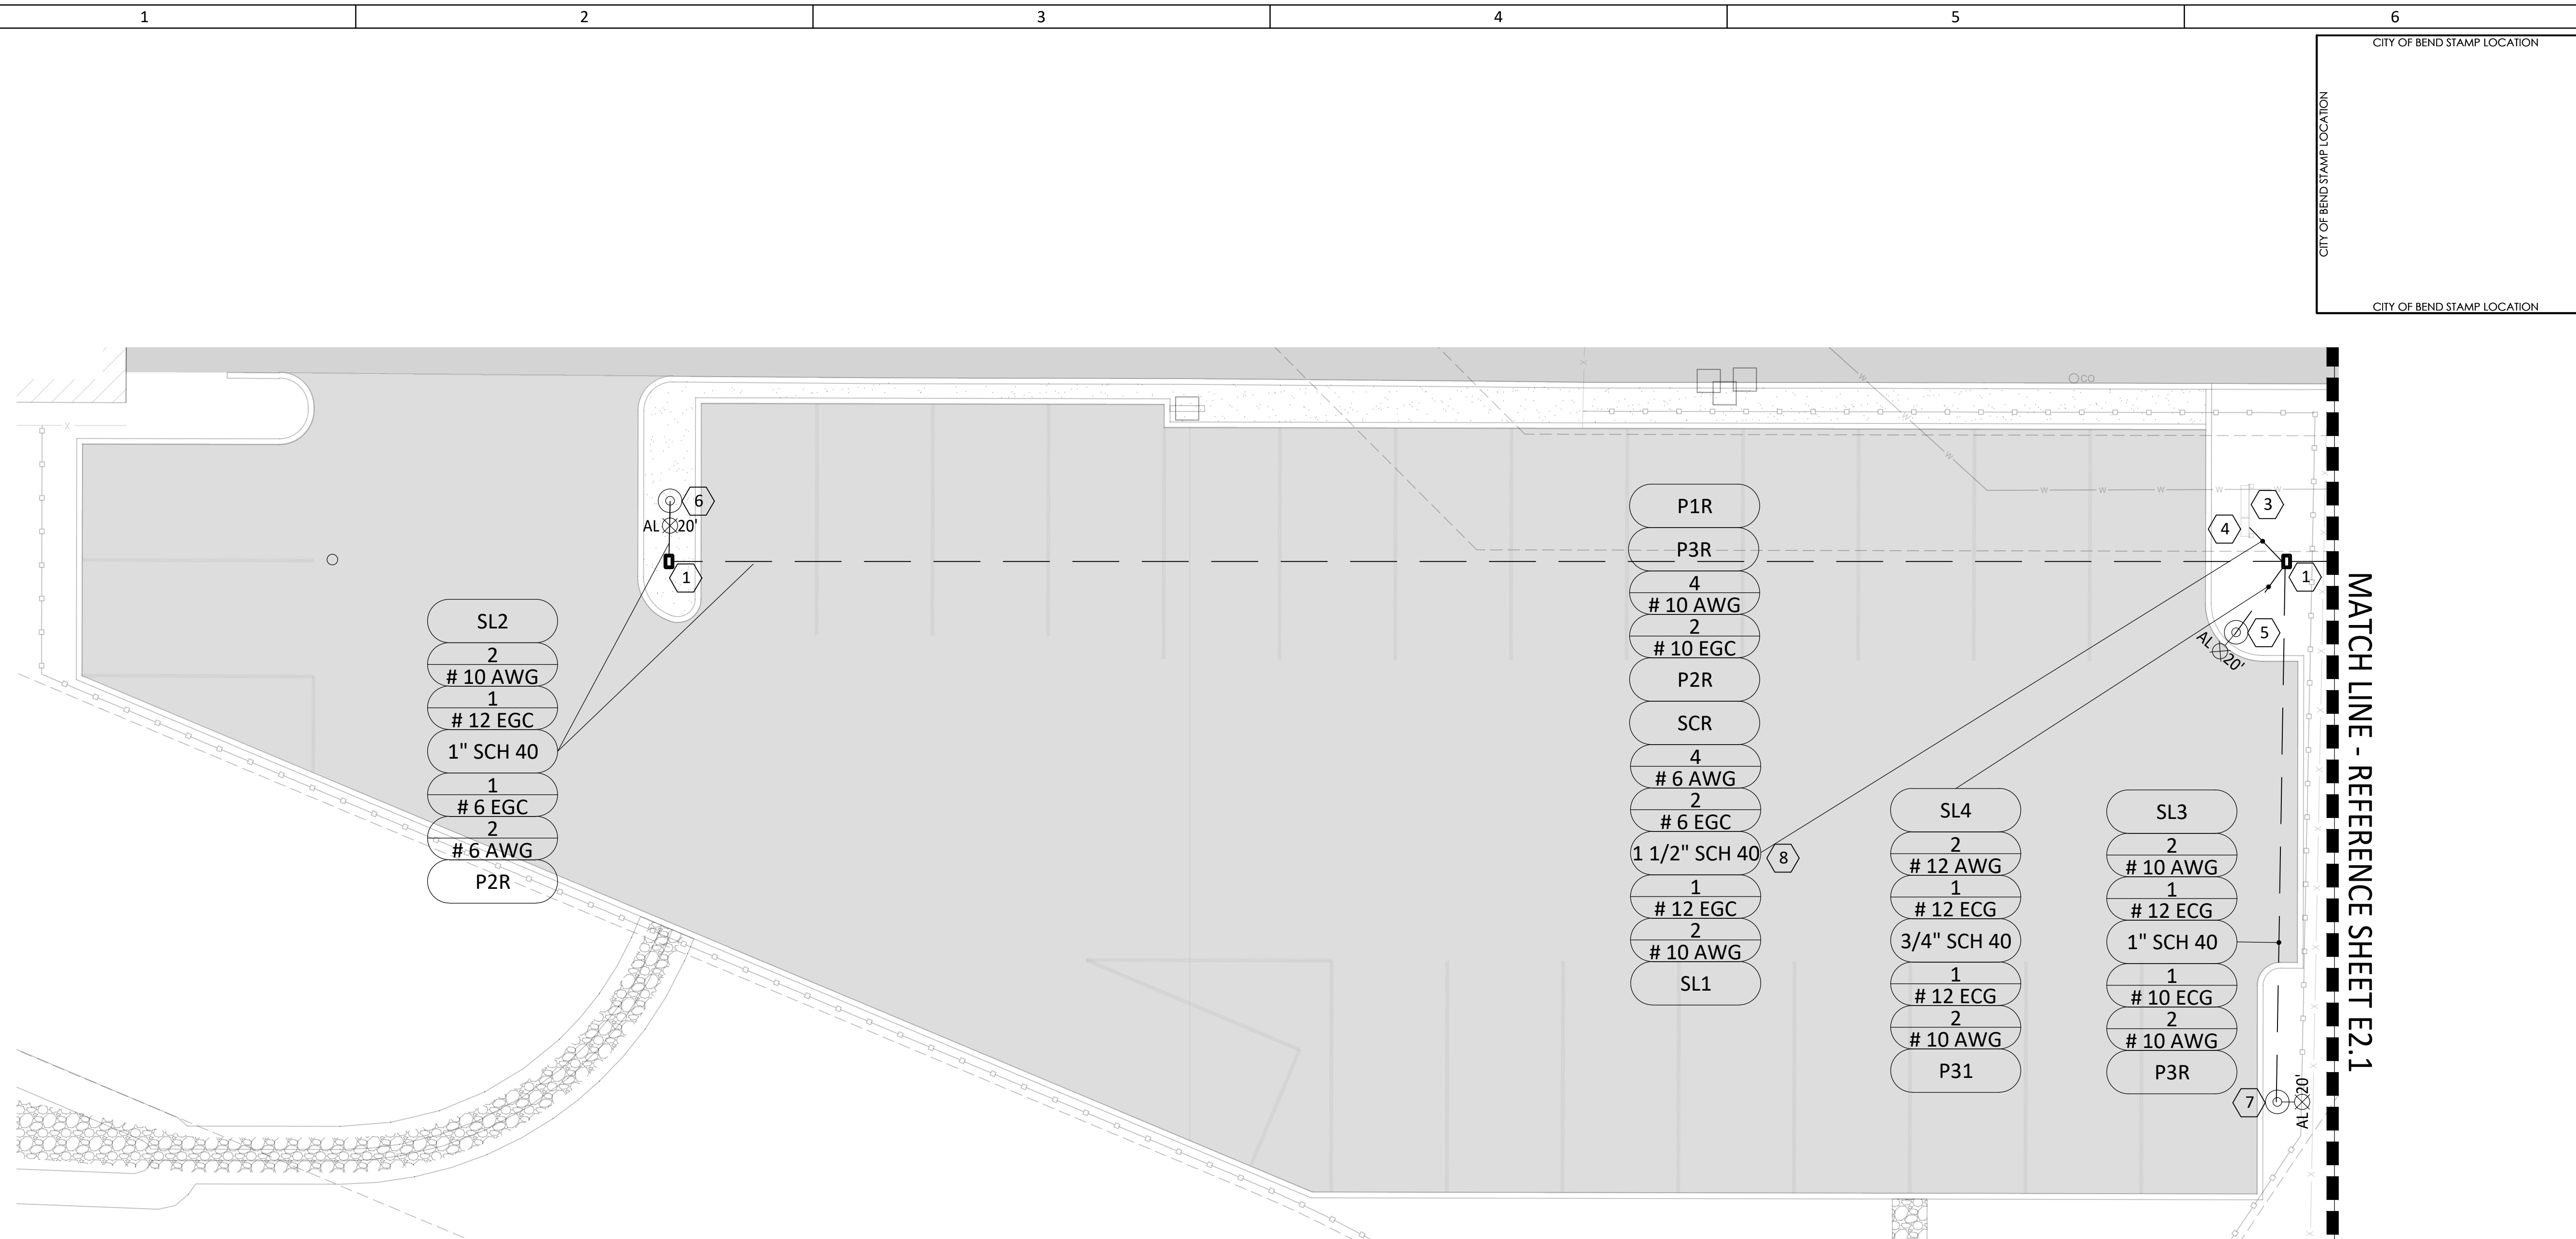 1
2
3
4
5
6
CITY OF BEND STAMP LOCATION
CITY OF BEND STAMP LOCATION
CITY OF BEND STAMP LOCATION
X
X
W
CO
W
W
W
W
W
W
W
6
AL 20'
1
3
4
1
5
AL 20'
SL2
2
# 10 AWG
1
# 12 EGC
1" SCH 40
1
# 6 EGC
2
# 6 AWG
P2R
P1R
P3R
4
# 10 AWG
2
# 10 EGC
P2R
SCR
4
# 6 AWG
2
# 6 EGC
1 1/2" SCH 40
8
1
# 12 EGC
2
# 10 AWG
SL1
SL4
2
# 12 AWG
1
# 12 ECG
3/4" SCH 40
1
# 12 ECG
2
# 10 AWG
P31
SL3
2
# 10 AWG
1
# 12 ECG
1" SCH 40
1
# 10 ECG
2
# 10 AWG
P3R
7
AL 20'
MATCH LINE - REFERENCE SHEET E2.1